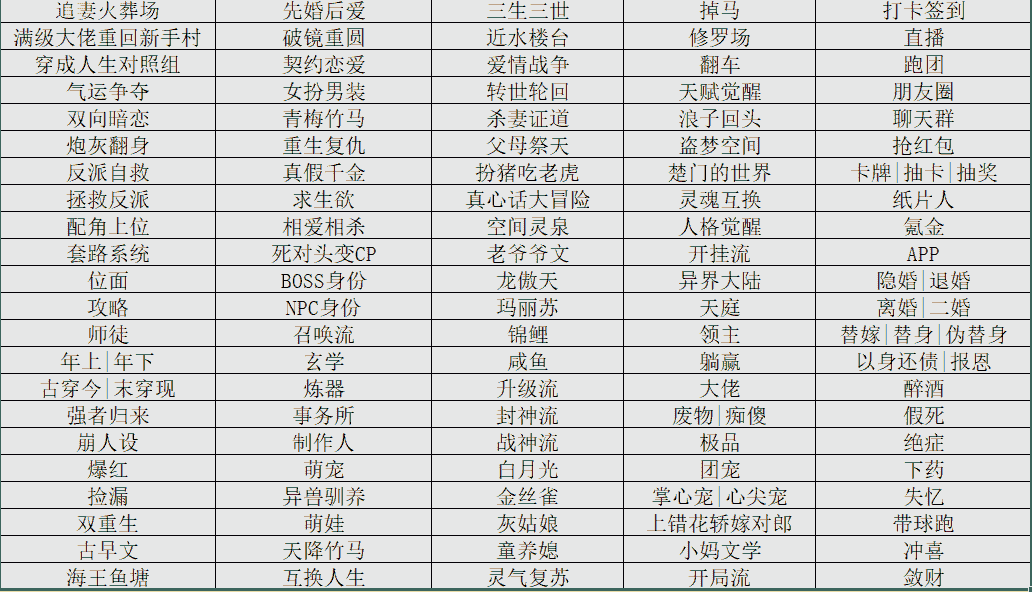 追妻火葬场 先婚后爱 三生三世 掉马 打卡签到
满级大佬重回新手村 破镜重圆 近水楼台 修罗场 直播
穿成人生对照组 契约恋爱 爱情战争 翻车 跑团
气运争夺 女扮男装 转世轮回 天赋觉醒 朋友圈
双向暗恋 青梅竹马 杀妻证道 浪子回头 聊天群
炮灰翻身 重生复仇 父母祭天 盗梦空间 抢红包
反派自救 真假千金 扮猪吃老虎 楚门的世界 卡牌|抽卡|抽奖
拯救反派 求生欲 真心话大冒险 灵魂互换 纸片人
配角上位 相爱相杀 空间灵泉 人格觉醒 氪金
套路系统 死对头变CP 老爷爷文 开挂流 APP
位面 BOSS身份 龙傲天 异界大陆 隐婚|退婚
攻略 NPC身份 玛丽苏 天庭 离婚|二婚
师徒 召唤流 锦鲤 领主 替嫁|替身|伪替身
年上|年下 玄学 咸鱼 躺赢 以身还债|报恩
古穿今|末穿现 炼器 升级流 大佬 醉酒
强者归来 事务所 封神流 废物|痴傻 假死
崩人设 制作人 战神流 极品 绝症
爆红 萌宠 白月光 团宠 下药
捡漏 异兽驯养 金丝雀 掌心宠|心尖宠 失忆
双重生 萌娃 灰姑娘 上错花轿嫁对郎 带球跑
古早文 天降竹马 童养媳 小妈文学 冲喜
海王鱼塘 互换人生 灵气复苏 开局流 敛财